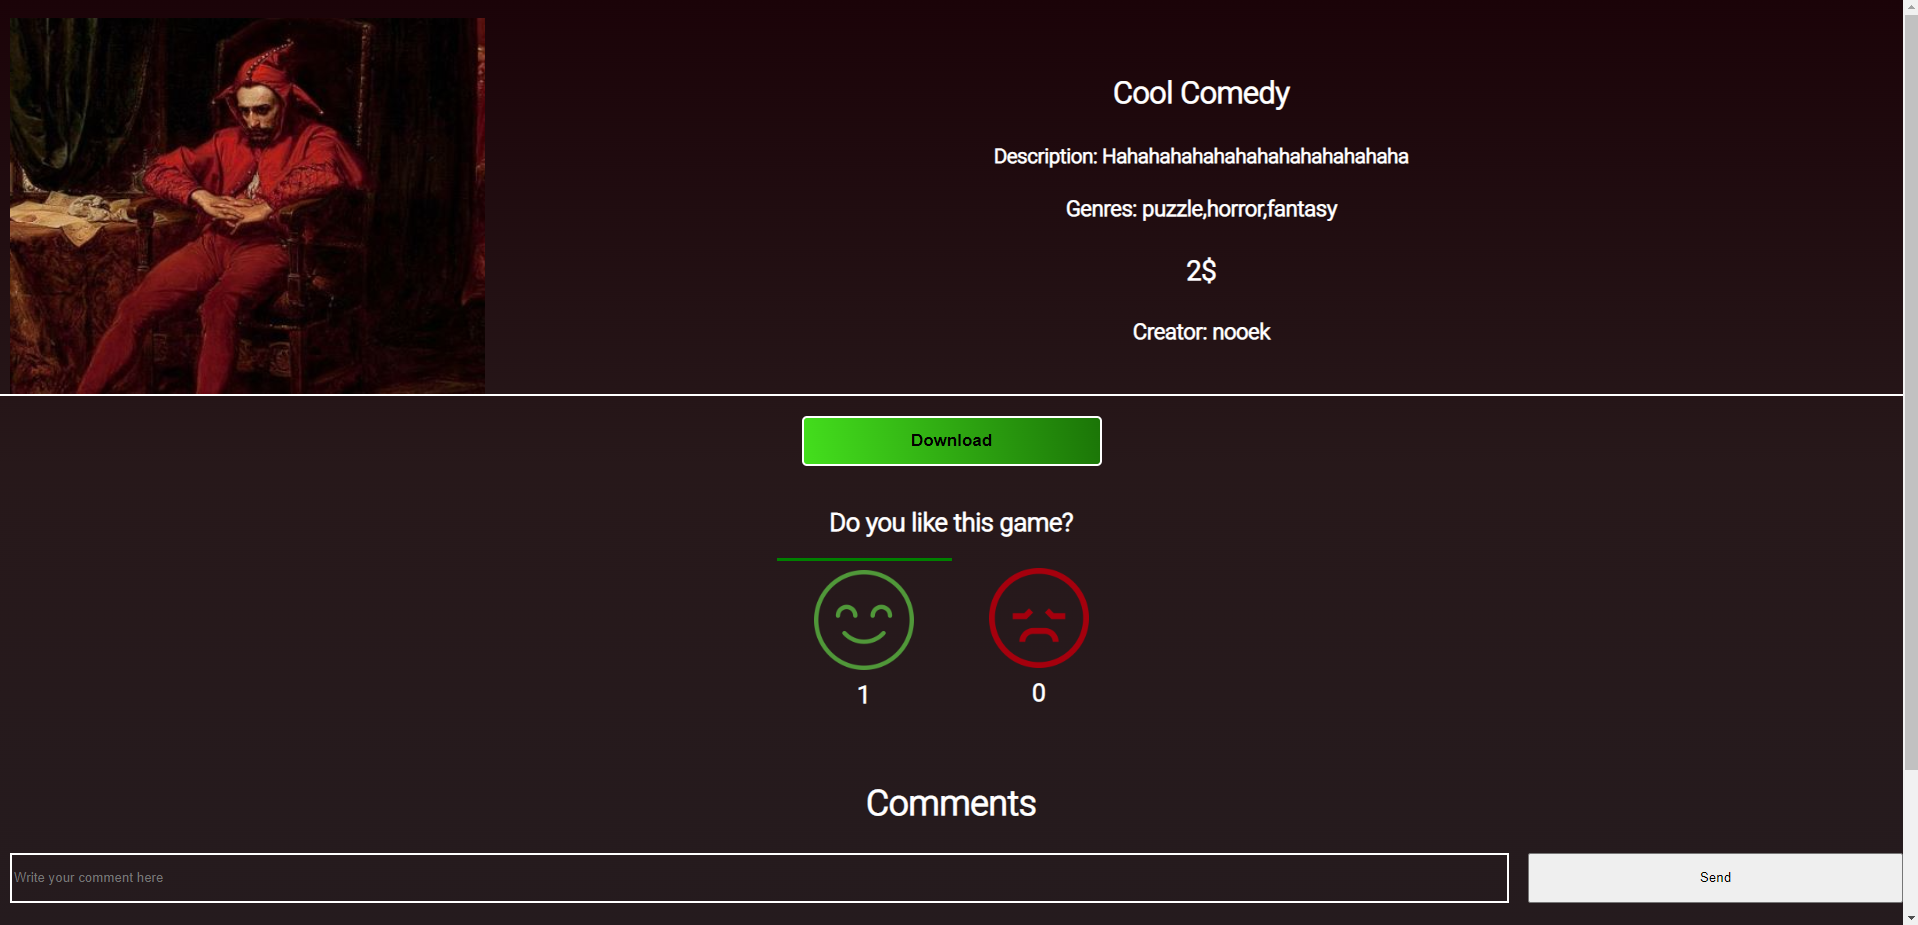 Cool Comedy
Description: Hahahahahahahahahahahahahaha
Genres: puzzle,horror,fantasy
2$
Creator: nooek
Download
Do you like this game?
1
0
Comments
Write your comment here
Send